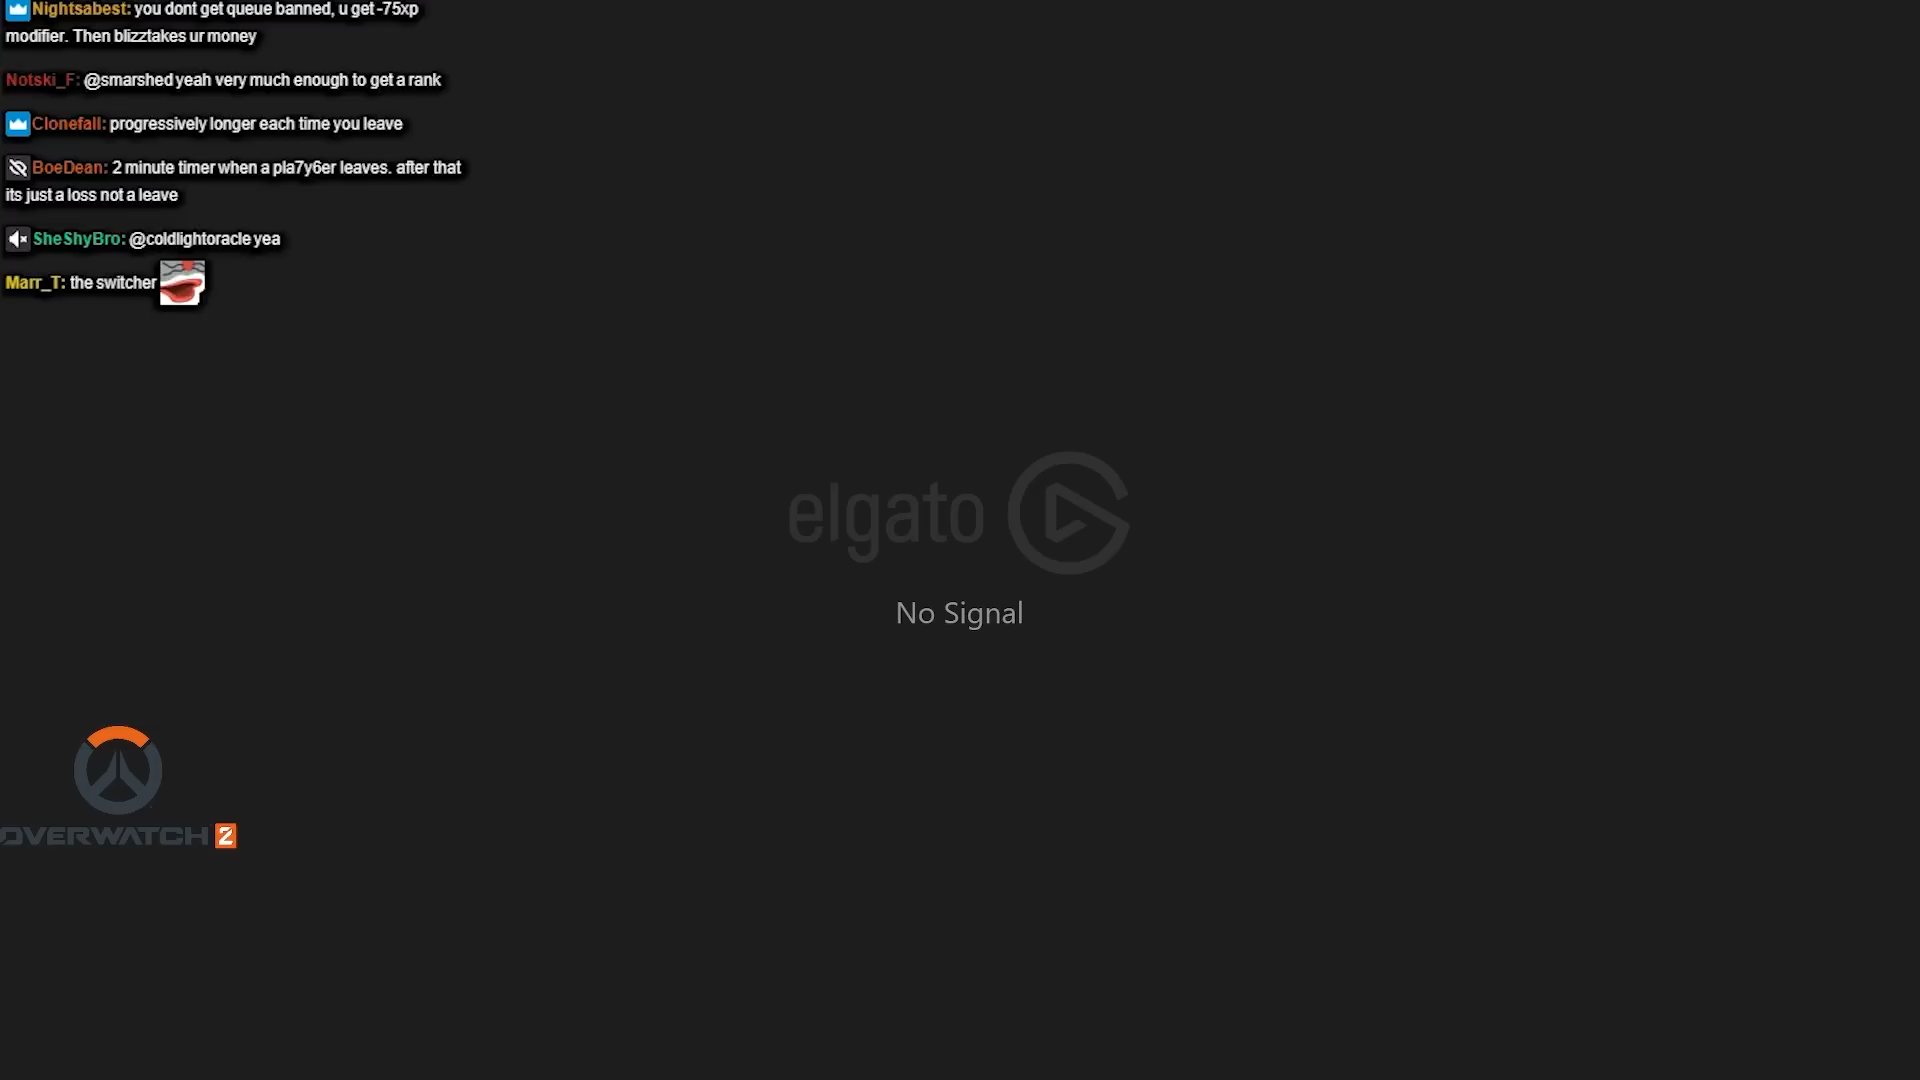 Nightsabest: you dont get queue banned, u get -75xp
modifier. Then blizztakes ur money
Notski_F: @smarshed yeah very much enough to get a rank
Clonefall: progressively longer each time you leave
BoeDean: 2 minute timer when a pla7y6er leaves. after that
its just a loss not a leave
SheShyBro: @coldlightoracle yea
Marr_T: the switcher
elgato
No Signal
OVERWATCH 2